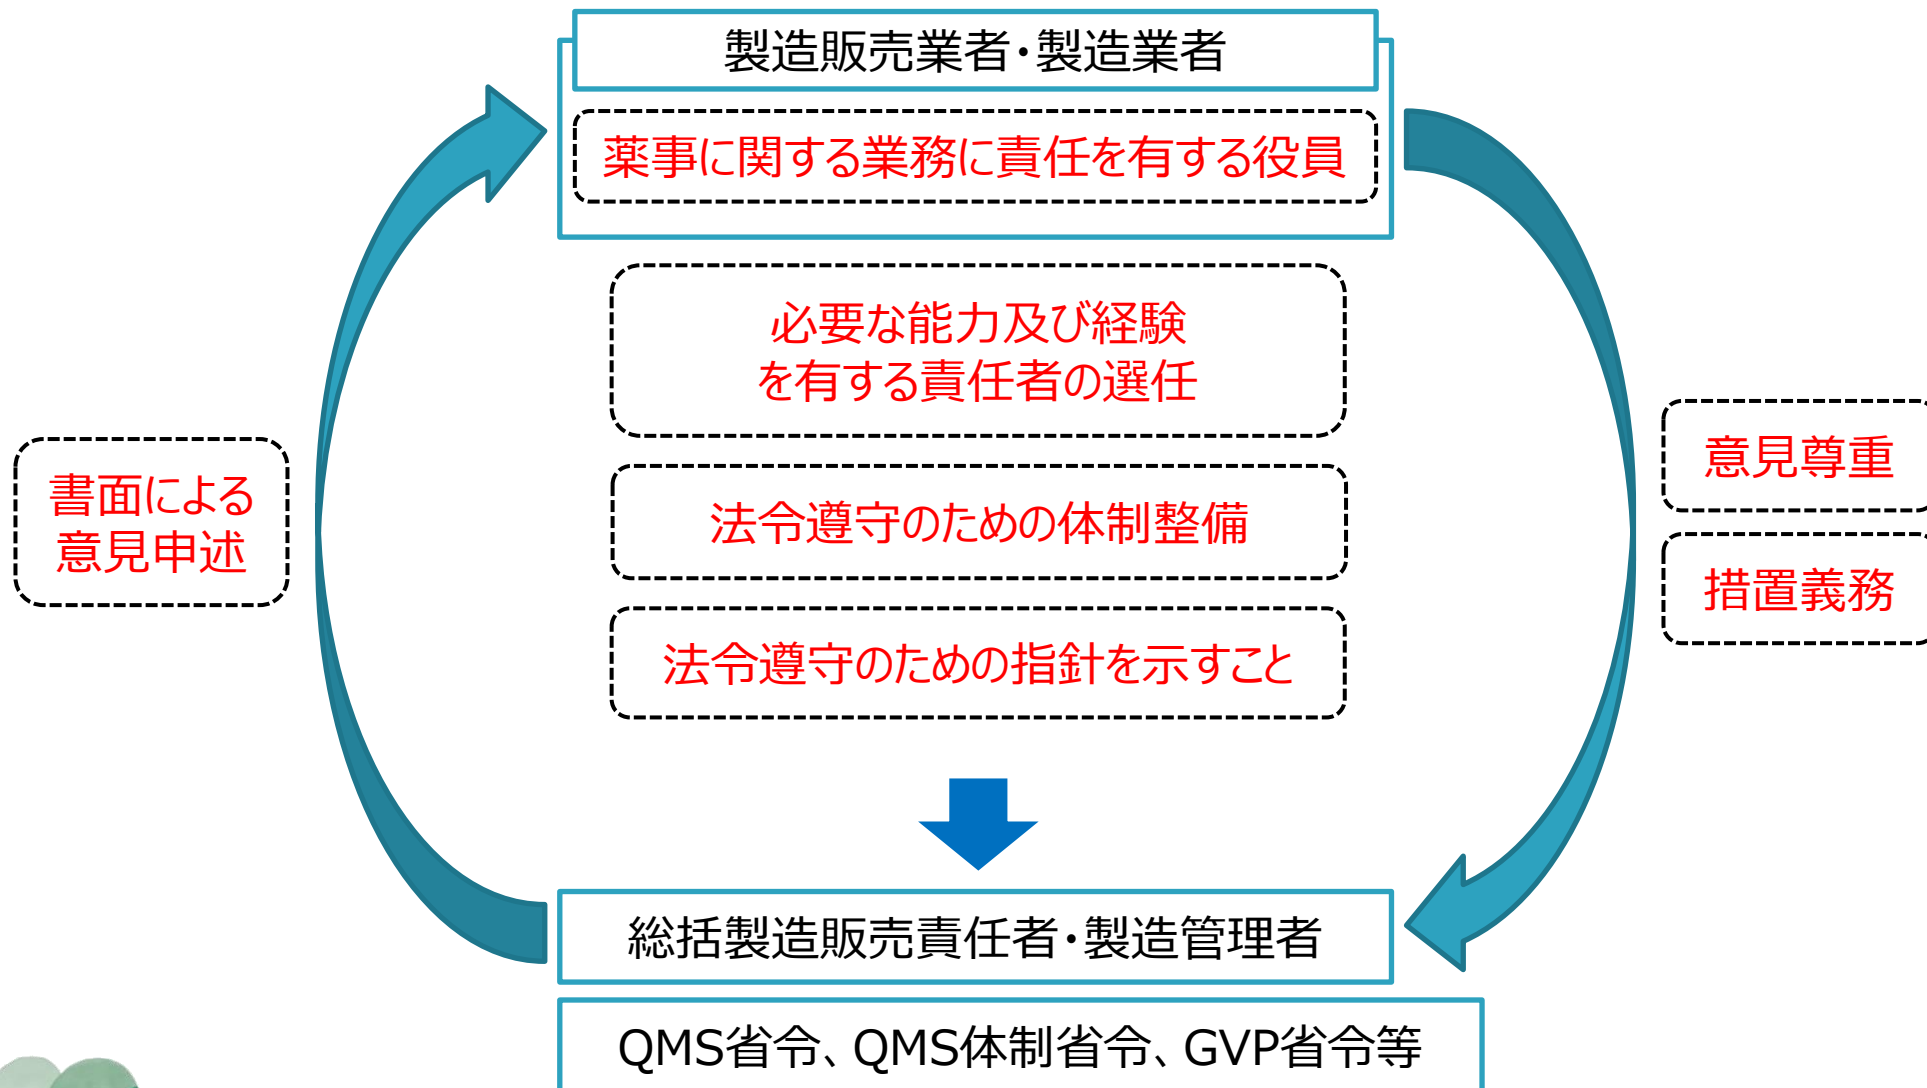 製造販売業者・製造業者
薬事に関する業務に責任を有する役員
必要な能力及び経験
を有する責任者の選任
法令遵守のための体制整備
法令遵守のための指針を示すこと
書面による
意見申述
意見尊重
措置義務
総括製造販売責任者・製造管理者
QMS省令、QMS体制省令、GVP省令等